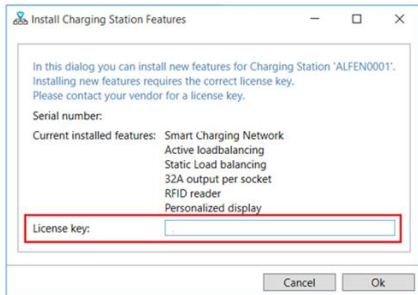 Install Charging Station Features
In this dialog you can install new features for Charging Station 'ALFEN0001'.
Installing new features requires the correct license key.
Please contact your vendor for a license key.
Serial number:
Current installed features: Smart Charging Network
Active loadbalancing
Static Load balancing
32A output per socket
RFID reader
Personalized display
License key:
Cancel Ok